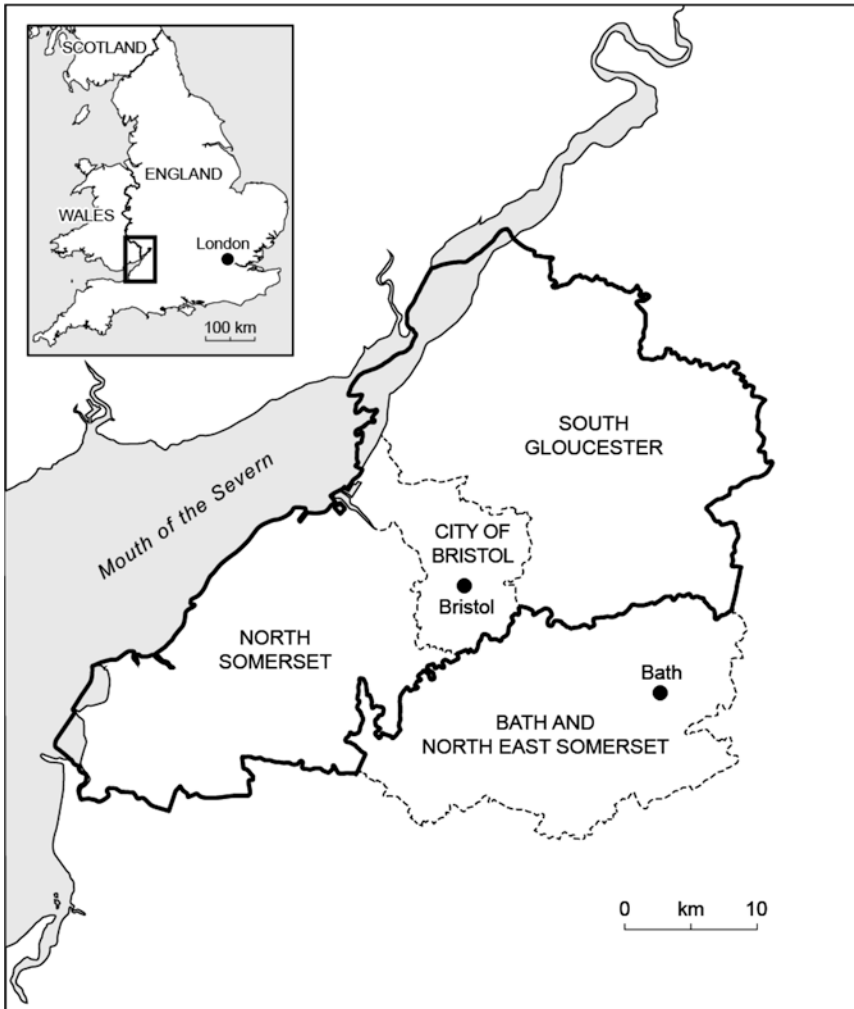 SCOTLAND
ENGLAND
WALES
London
100 km
Mouth of the Severn
SOUTH
GLOUCESTER
CITY OF
BRISTOL
Bristol
NORTH
SOMERSET
Bath
BATH AND
NORTH EAST SOMERSET
0 km 10